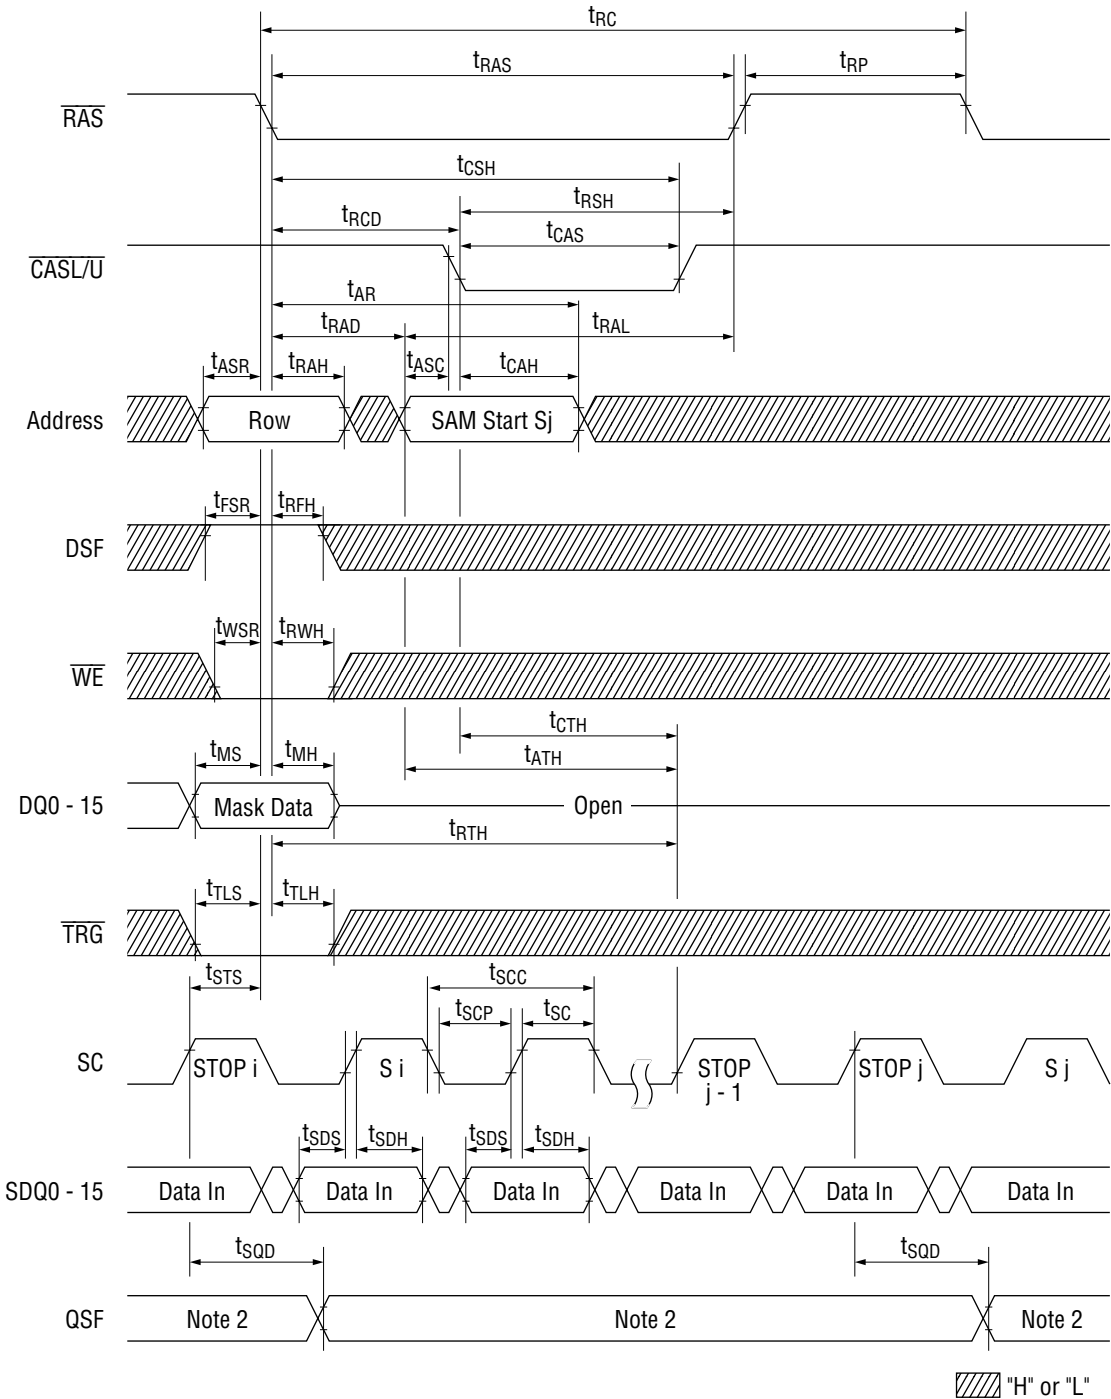 tRC
tRAS
tRP
RAS
tCSH
tRSH
tRCD
tCAS
CASL/U
tAR
tRAD
tRAL
tASR
tRAH
tASC
tCAH
Address
Row
SAM Start Sj
tFSR
tRFH
DSF
tWSR
tRWH
WE
tCTH
tMS
tMH
tATH
DQ0 - 15
Mask Data
Open
tRTH
tTLS
tTLH
TRG
tSTS
tSCC
tSCP
tSC
SC
STOP i
S i
STOP
j - 1
STOP j
S j
tSDS
tSDH
tSDS
tSDH
SDQ0 - 15
Data In
Data In
Data In
Data In
Data In
Data In
tSQD
tSQD
QSF
Note 2
Note 2
Note 2
"H" or "L"